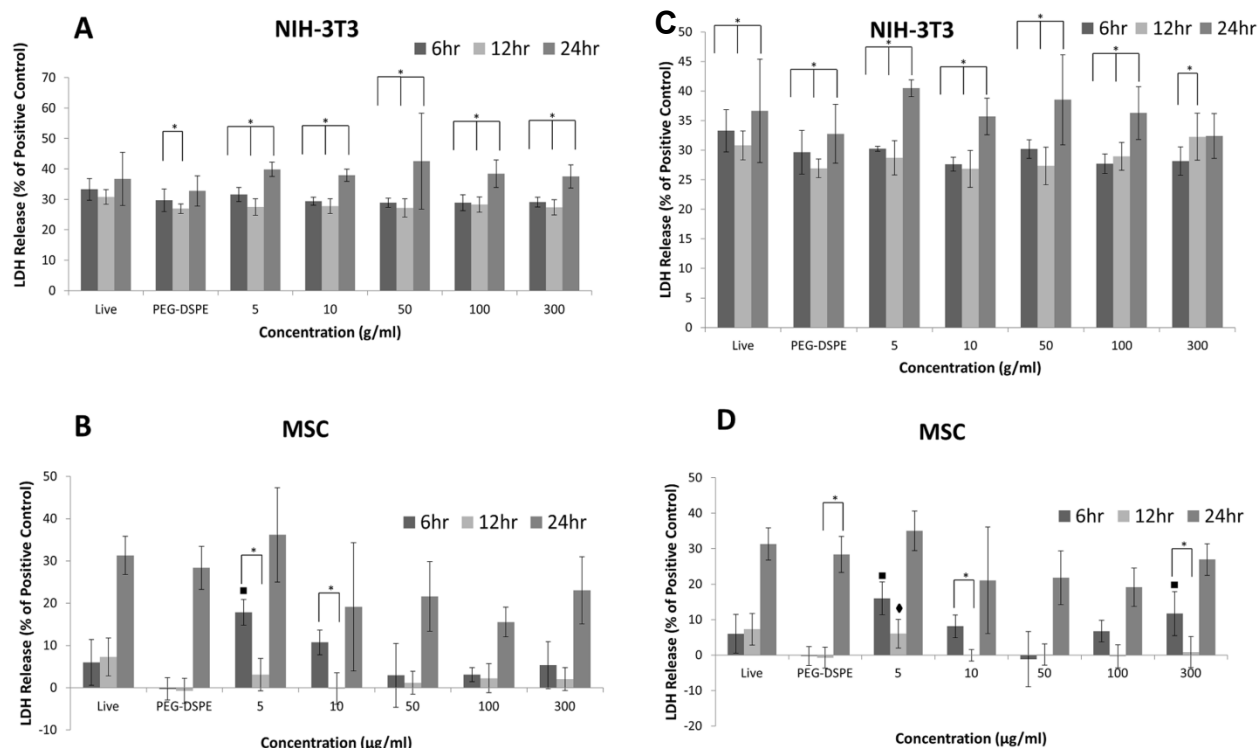 A
NIH-3T3
6hr 12hr 24hr
LDH Release (% of Positive Control)
70
60
50
40
30
20
10
0
* * * * * *
Live PEG-DSPE 5 10 50 100 300
Concentration (g/ml)
C
NIH-3T3
6hr 12hr 24hr
LDH Release (% of Positive Control)
50
45
40
35
30
25
20
15
10
5
0
* * * * * * *
Live PEG-DSPE 5 10 50 100 300
Concentration (g/ml)
B
MSC
6hr 12hr 24hr
LDH Release (% of Positive Control)
50
40
30
20
10
0
-10
* *
Live PEG-DSPE 5 10 50 100 300
Concentration (µg/ml)
D
MSC
6hr 12hr 24hr
LDH Release (% of Positive Control)
50
40
30
20
10
0
-10
-20
* * *
Live PEG-DSPE 5 10 50 100 300
Concentration (µg/ml)